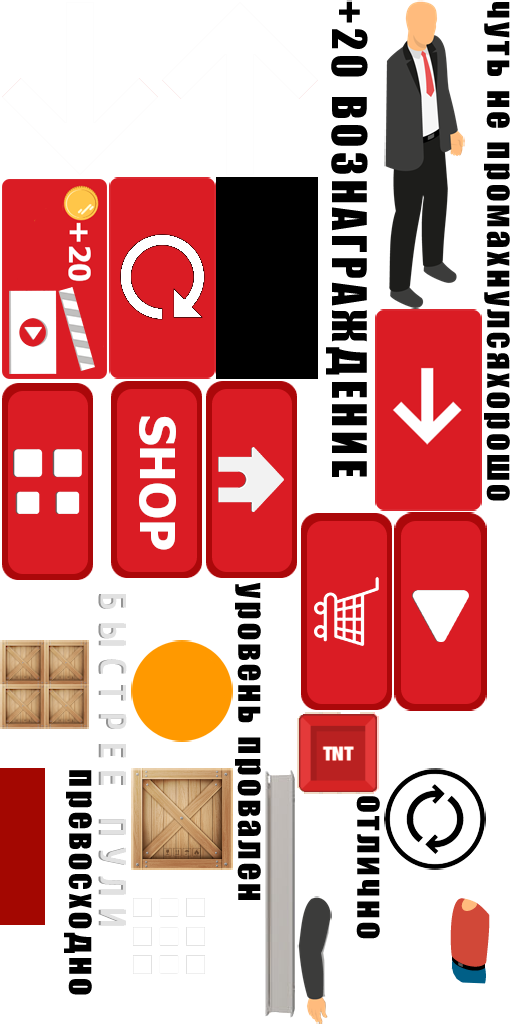 чуть не промахнулся
хорошо
+20 ВОЗНАГРАЖДЕНИЕ
+20
SHOP
уровень провален
БЫСТРЕЕ ПУЛИ
TNT
отлично
превосходно